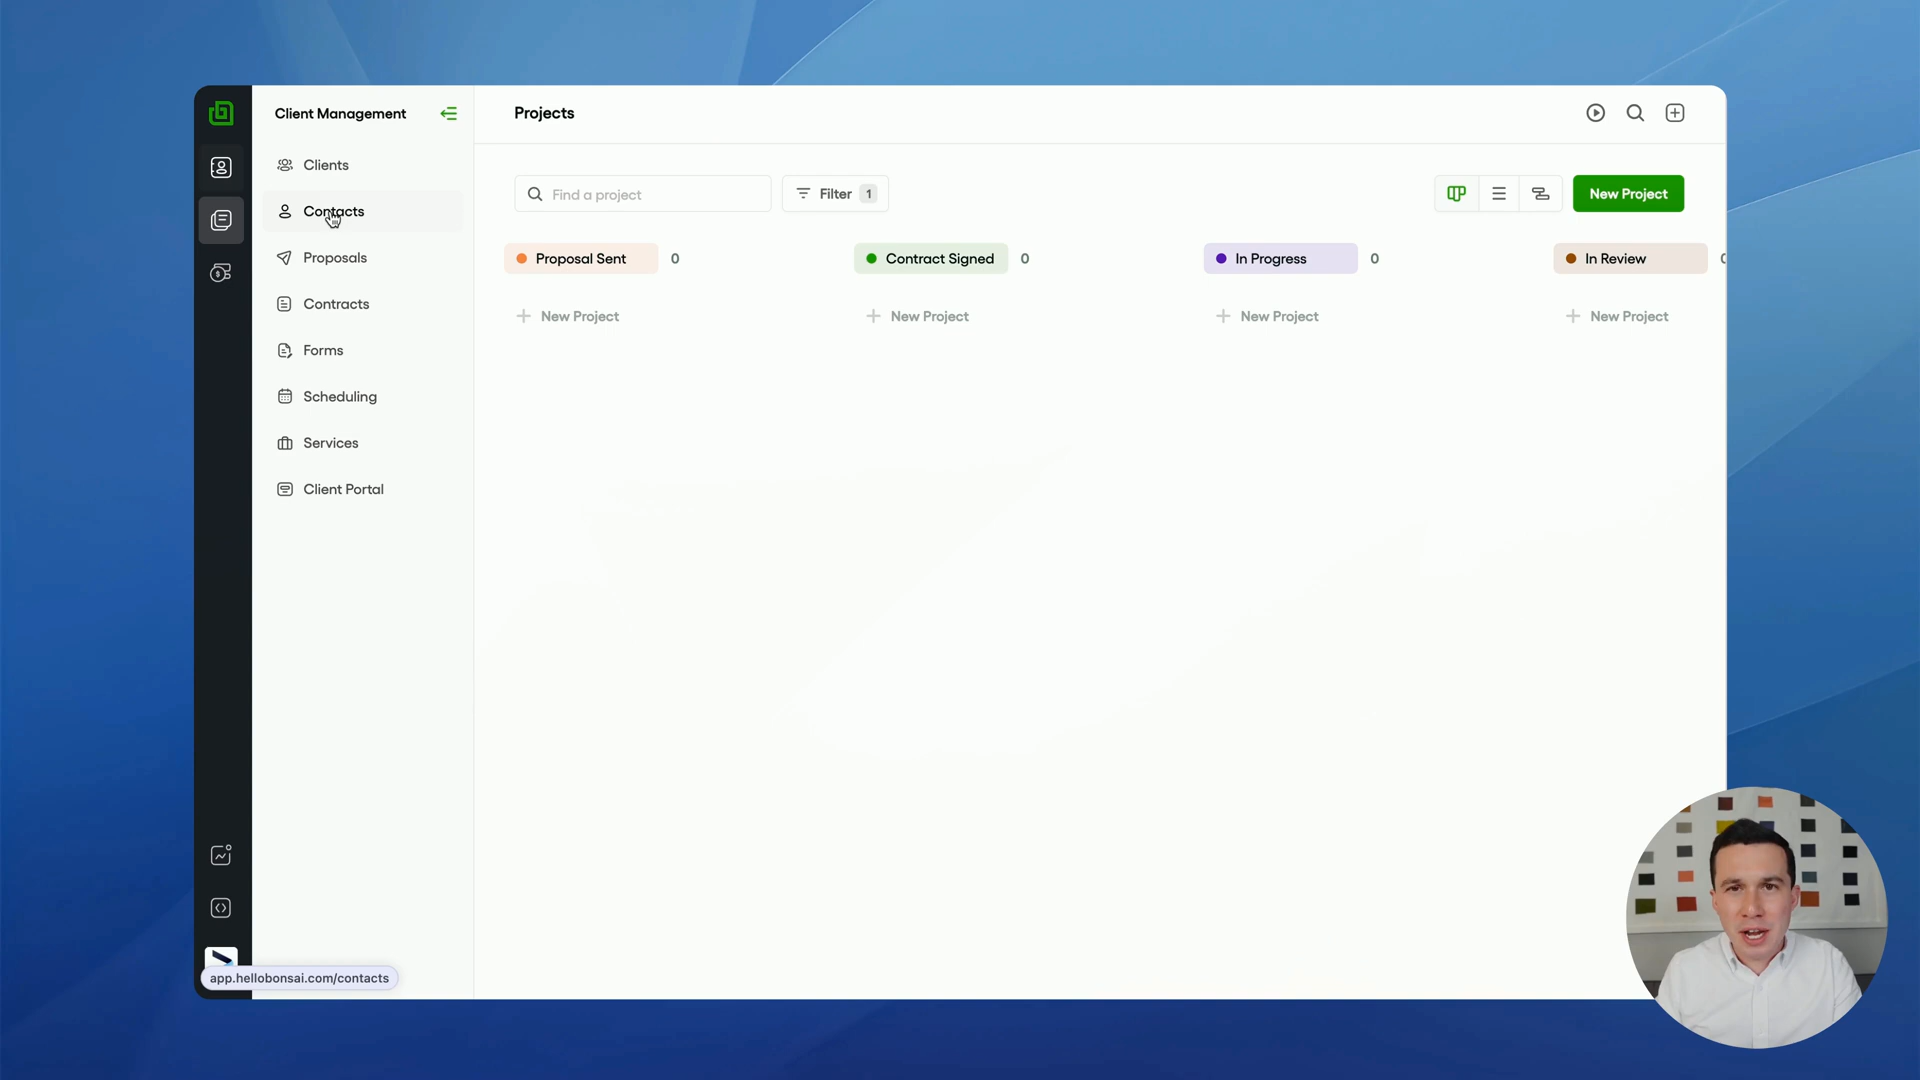 Client Management
Clients
Contacts
Proposals
Contracts
Forms
Scheduling
Services
Client Portal
app.hellobonsai.com/contacts
Projects
Find a project
Filter 1
New Project
Proposal Sent 0
Contract Signed 0
In Progress 0
In Review
New Project
New Project
New Project
New Project